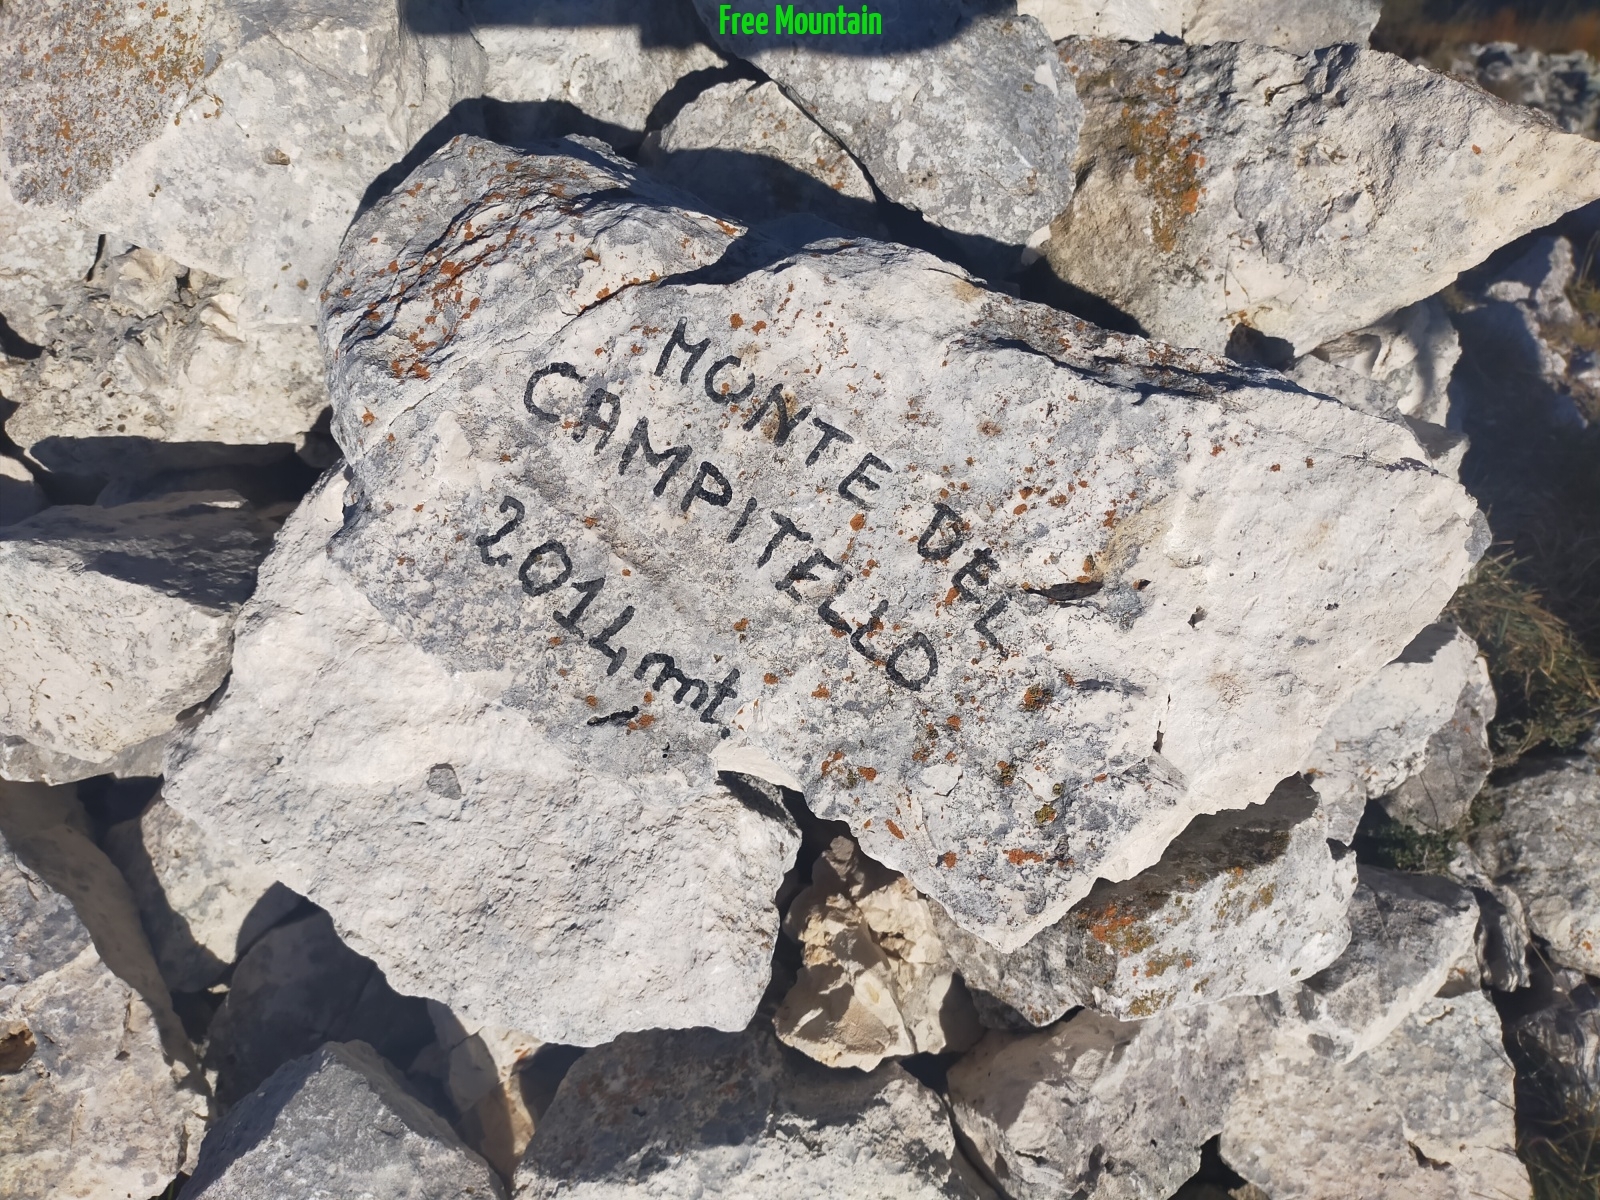 Free Mountain
MONTE DEL
CAMPITELLO
2014 mt